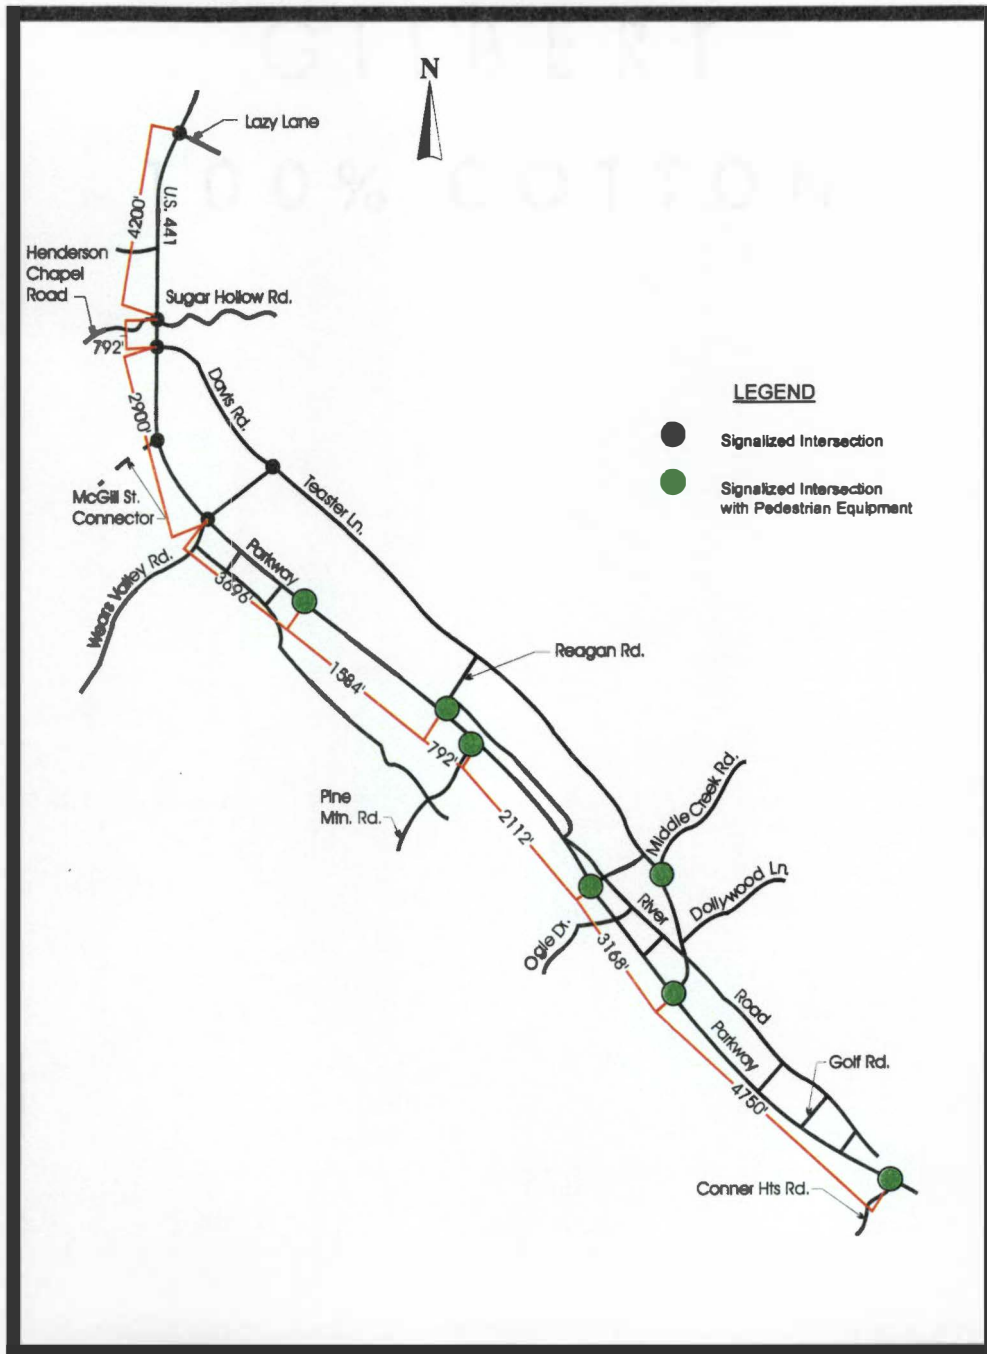 N
Lazy Lane
U.S. 441
4200'
Henderson
Chapel
Road
Sugar Hollow Rd.
792'
Davis Rd.
LEGEND
2900'
Signalized Intersection
Signalized Intersection
with Pedestrian Equipment
McGill St.
Connector
Teaster Ln.
Parkway
Wears Valley Rd.
3696'
Reagan Rd.
1584'
792'
Pine
Mtn. Rd.
2112'
Middle Creek Rd.
Dollywood Ln.
River
Ogle Dr.
3168'
Road
Parkway
Golf Rd.
4750'
Conner Hts Rd.